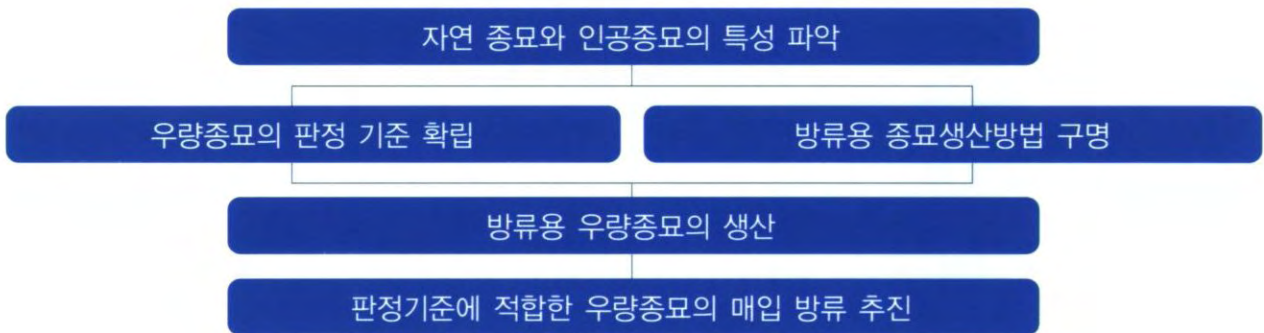 자연 종묘와 인공종묘의 특성 파악
우량종묘의 판정 기준 확립
방류용 종묘생산방법 구명
방류용 우량종묘의 생산
판정기준에 적합한 우량종묘의 매입 방류 추진